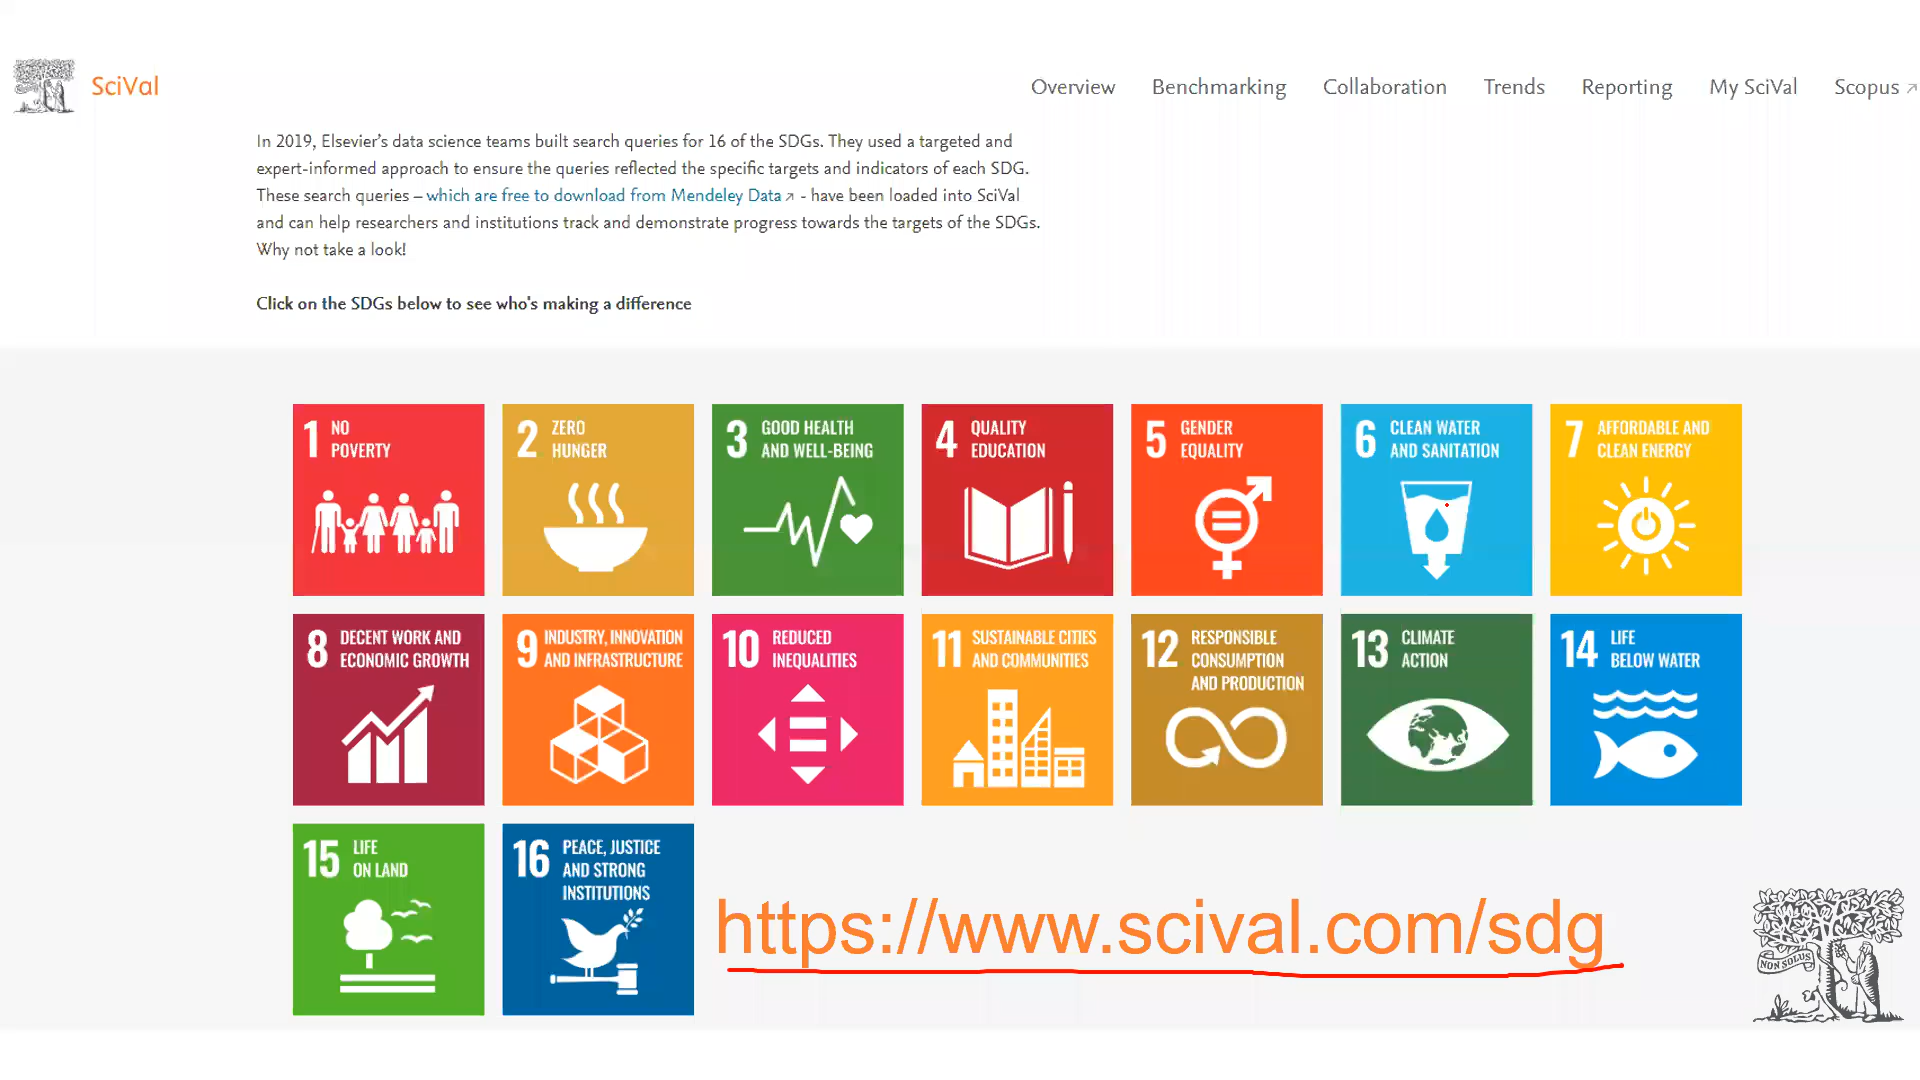 SciVal
Overview Benchmarking Collaboration Trends Reporting My SciVal Scopus
In 2019, Elsevier's data science teams built search queries for 16 of the SDGs. They used a targeted and
expert-informed approach to ensure the queries reflected the specific targets and indicators of each SDG.
These search queries – which are free to download from Mendeley Data - have been loaded into SciVal
and can help researchers and institutions track and demonstrate progress towards the targets of the SDGs.
Why not take a look!
Click on the SDGs below to see who's making a difference
1 NO
POVERTY
2 ZERO
HUNGER
3 GOOD HEALTH
AND WELL-BEING
4 QUALITY
EDUCATION
5 GENDER
EQUALITY
6 CLEAN WATER
AND SANITATION
7 AFFORDABLE AND
CLEAN ENERGY
8 DECENT WORK AND
ECONOMIC GROWTH
9 INDUSTRY, INNOVATION
AND INFRASTRUCTURE
10 REDUCED
INEQUALITIES
11 SUSTAINABLE CITIES
AND COMMUNITIES
12 RESPONSIBLE
CONSUMPTION
AND PRODUCTION
13 CLIMATE
ACTION
14 LIFE
BELOW WATER
15 LIFE
ON LAND
16 PEACE, JUSTICE
AND STRONG
INSTITUTIONS
https://www.scival.com/sdg
NON SOLUS